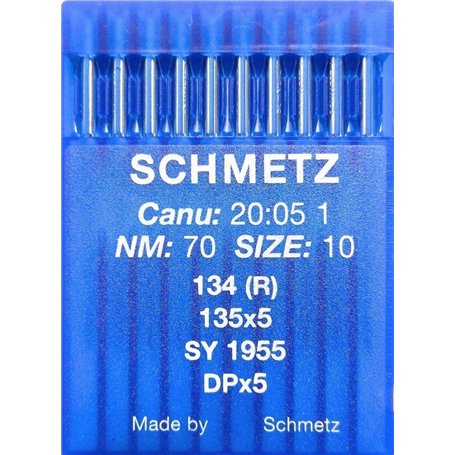 SCHMETZ
Canu: 20:05 1
NM: 70 SIZE: 10
134 (R)
135x5
SY 1955
DPx5
Made by Schmetz